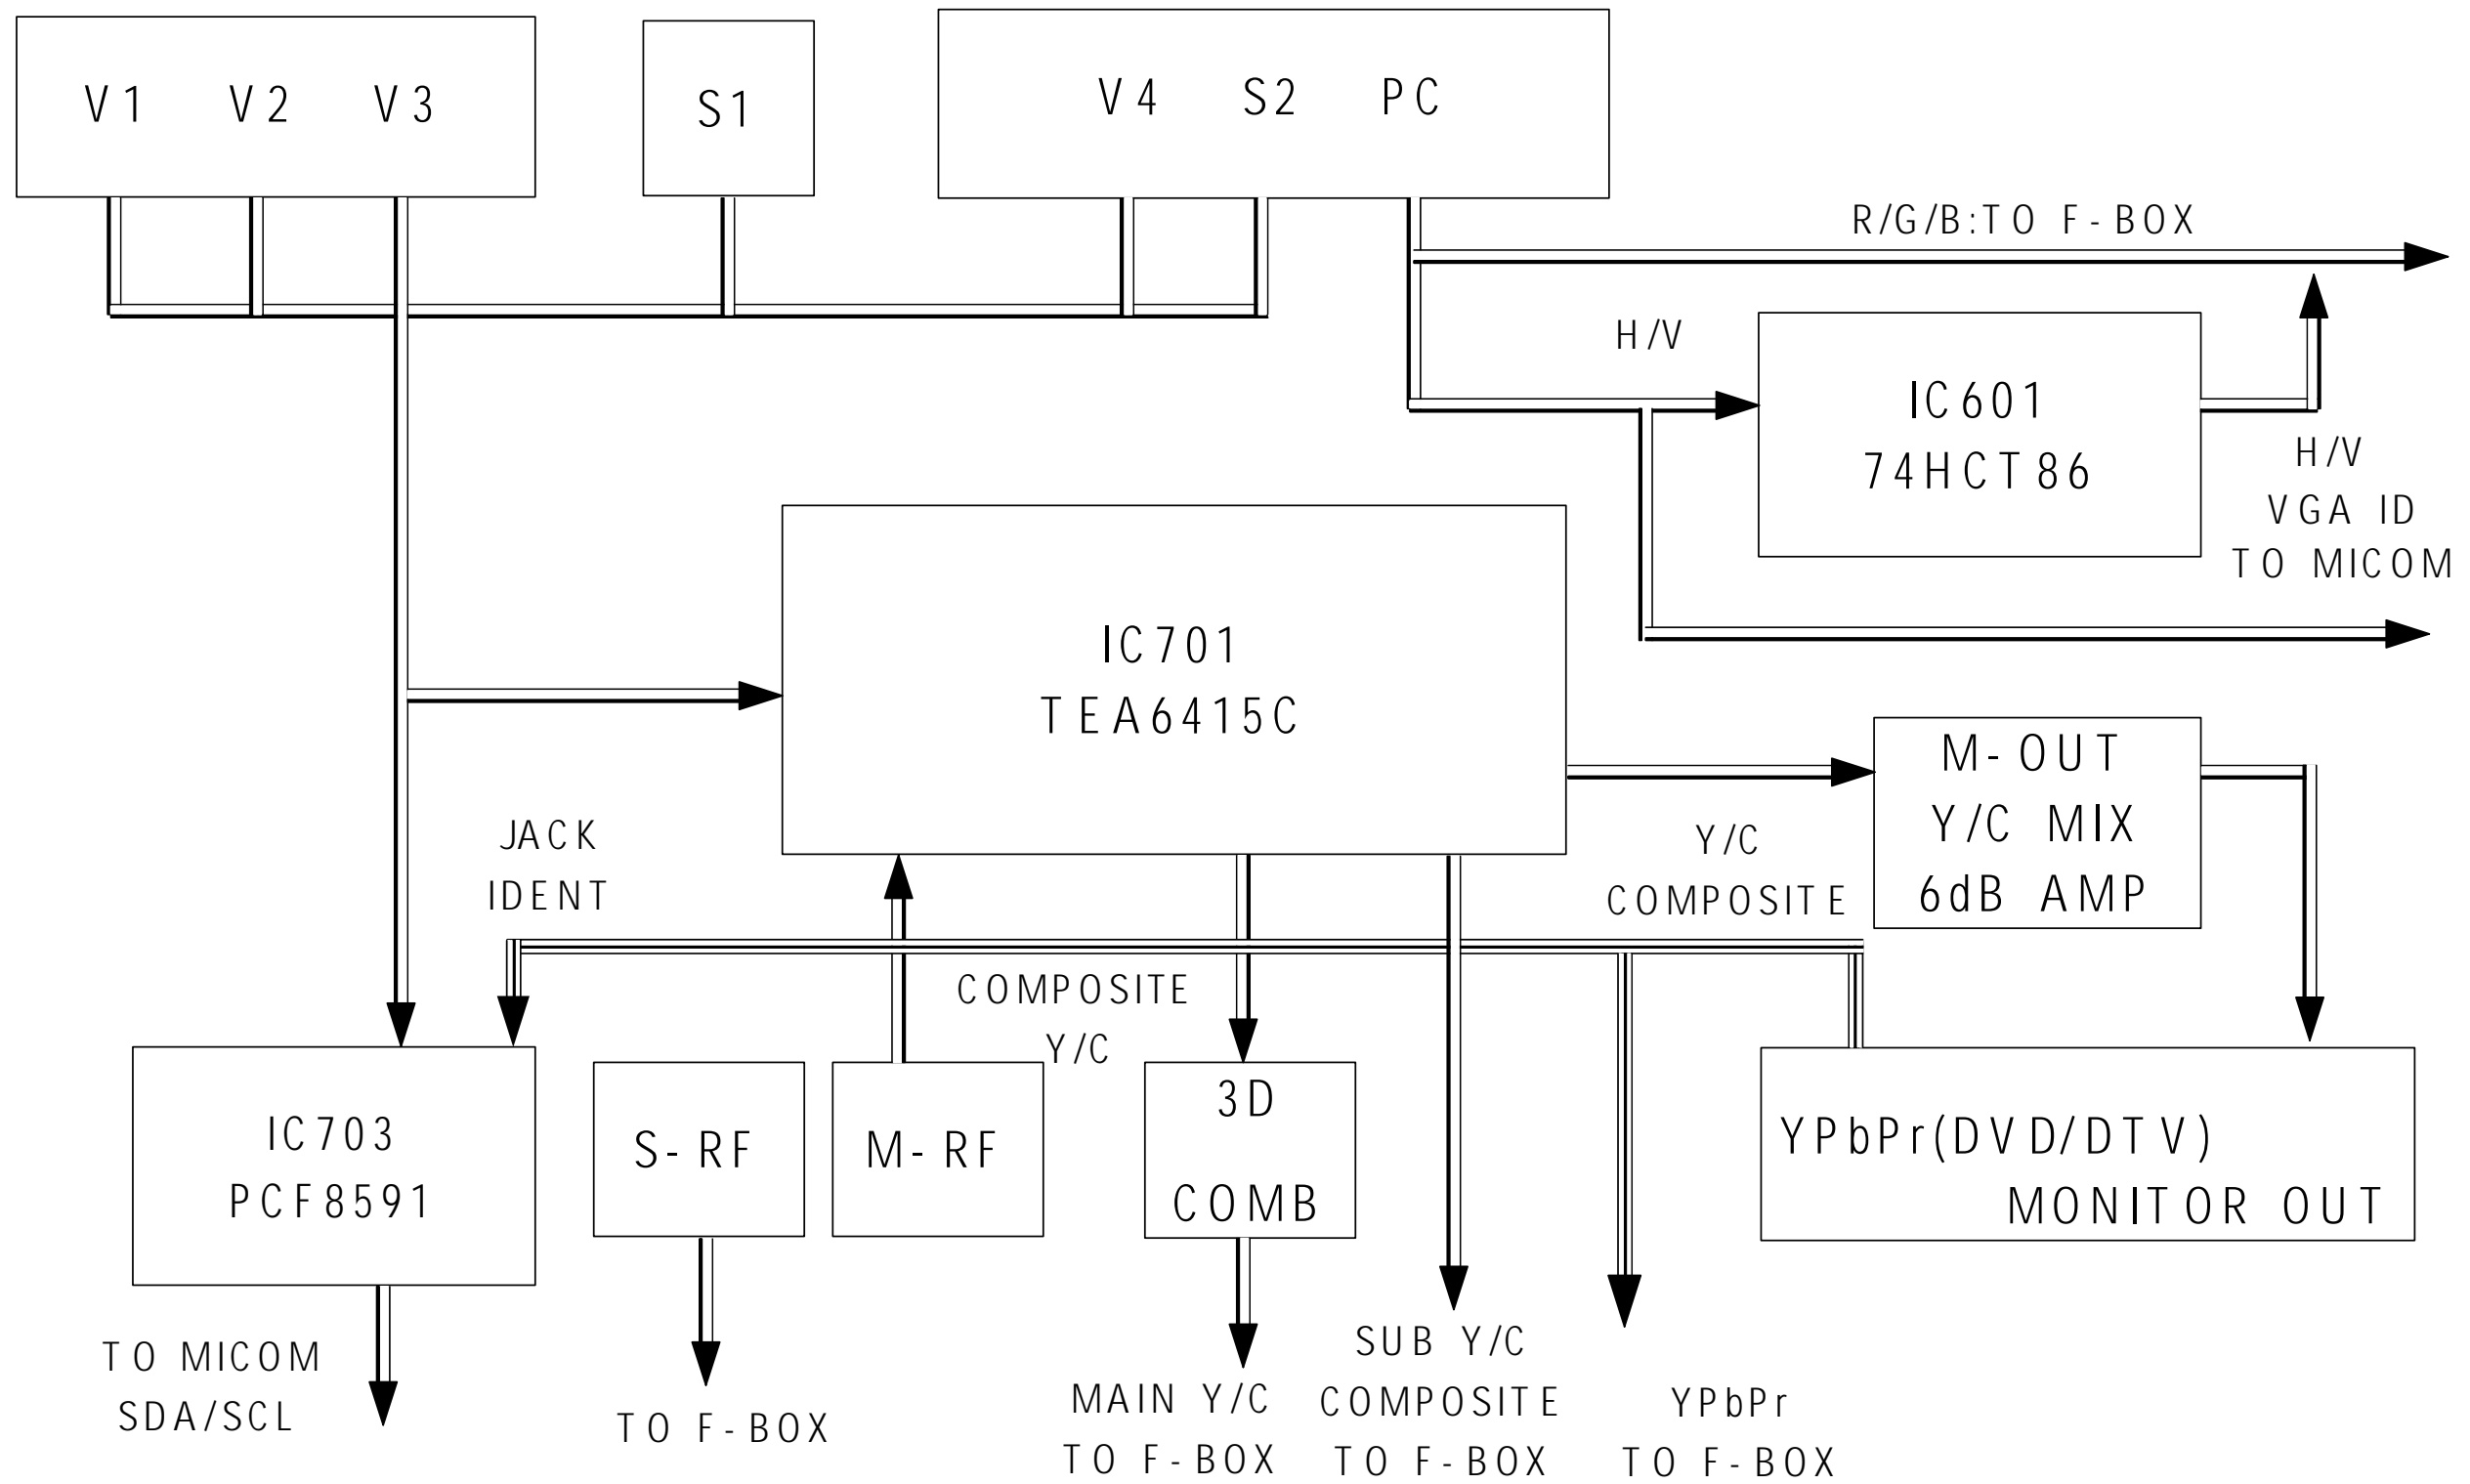 V1 V2 V3
S1
V4 S2 PC
R/G/B:TO F-BOX
H/V
IC601
74HCT86
H/V
VGA ID
TO MICOM
IC701
TEA6415C
M-OUT
Y/C MIX
6dB AMP
JACK
IDENT
Y/C
COMPOSITE
COMPOSITE
Y/C
IC703
PCF8591
S-RF
M-RF
3D
COMB
YPbPr(DVD/DTV)
MONITOR OUT
TO MICOM
SDA/SCL
TO F-BOX
MAIN Y/C
TO F-BOX
SUB Y/C
COMPOSITE
TO F-BOX
YPbPr
TO F-BOX